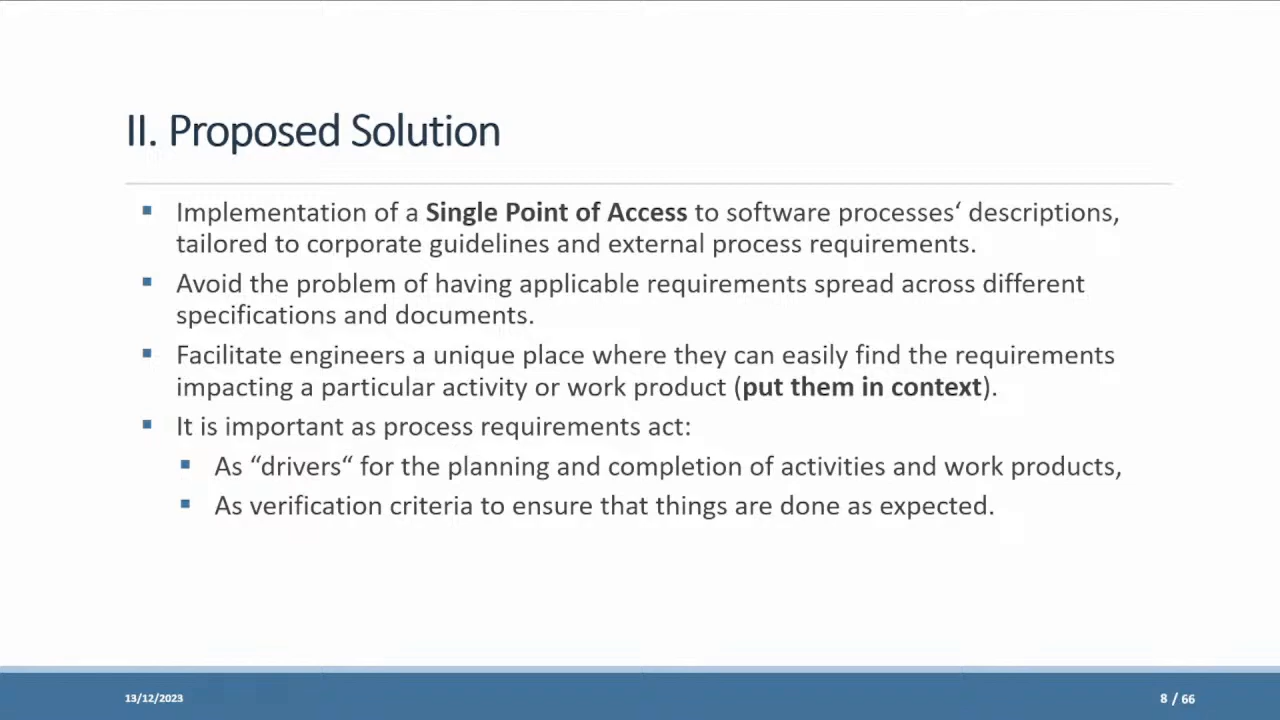 II. Proposed Solution
Implementation of a Single Point of Access to software processes‘ descriptions,
tailored to corporate guidelines and external process requirements.
Avoid the problem of having applicable requirements spread across different
specifications and documents.
Facilitate engineers a unique place where they can easily find the requirements
impacting a particular activity or work product (put them in context).
It is important as process requirements act:
As “drivers“ for the planning and completion of activities and work products,
As verification criteria to ensure that things are done as expected.
13/12/2023
8 / 66